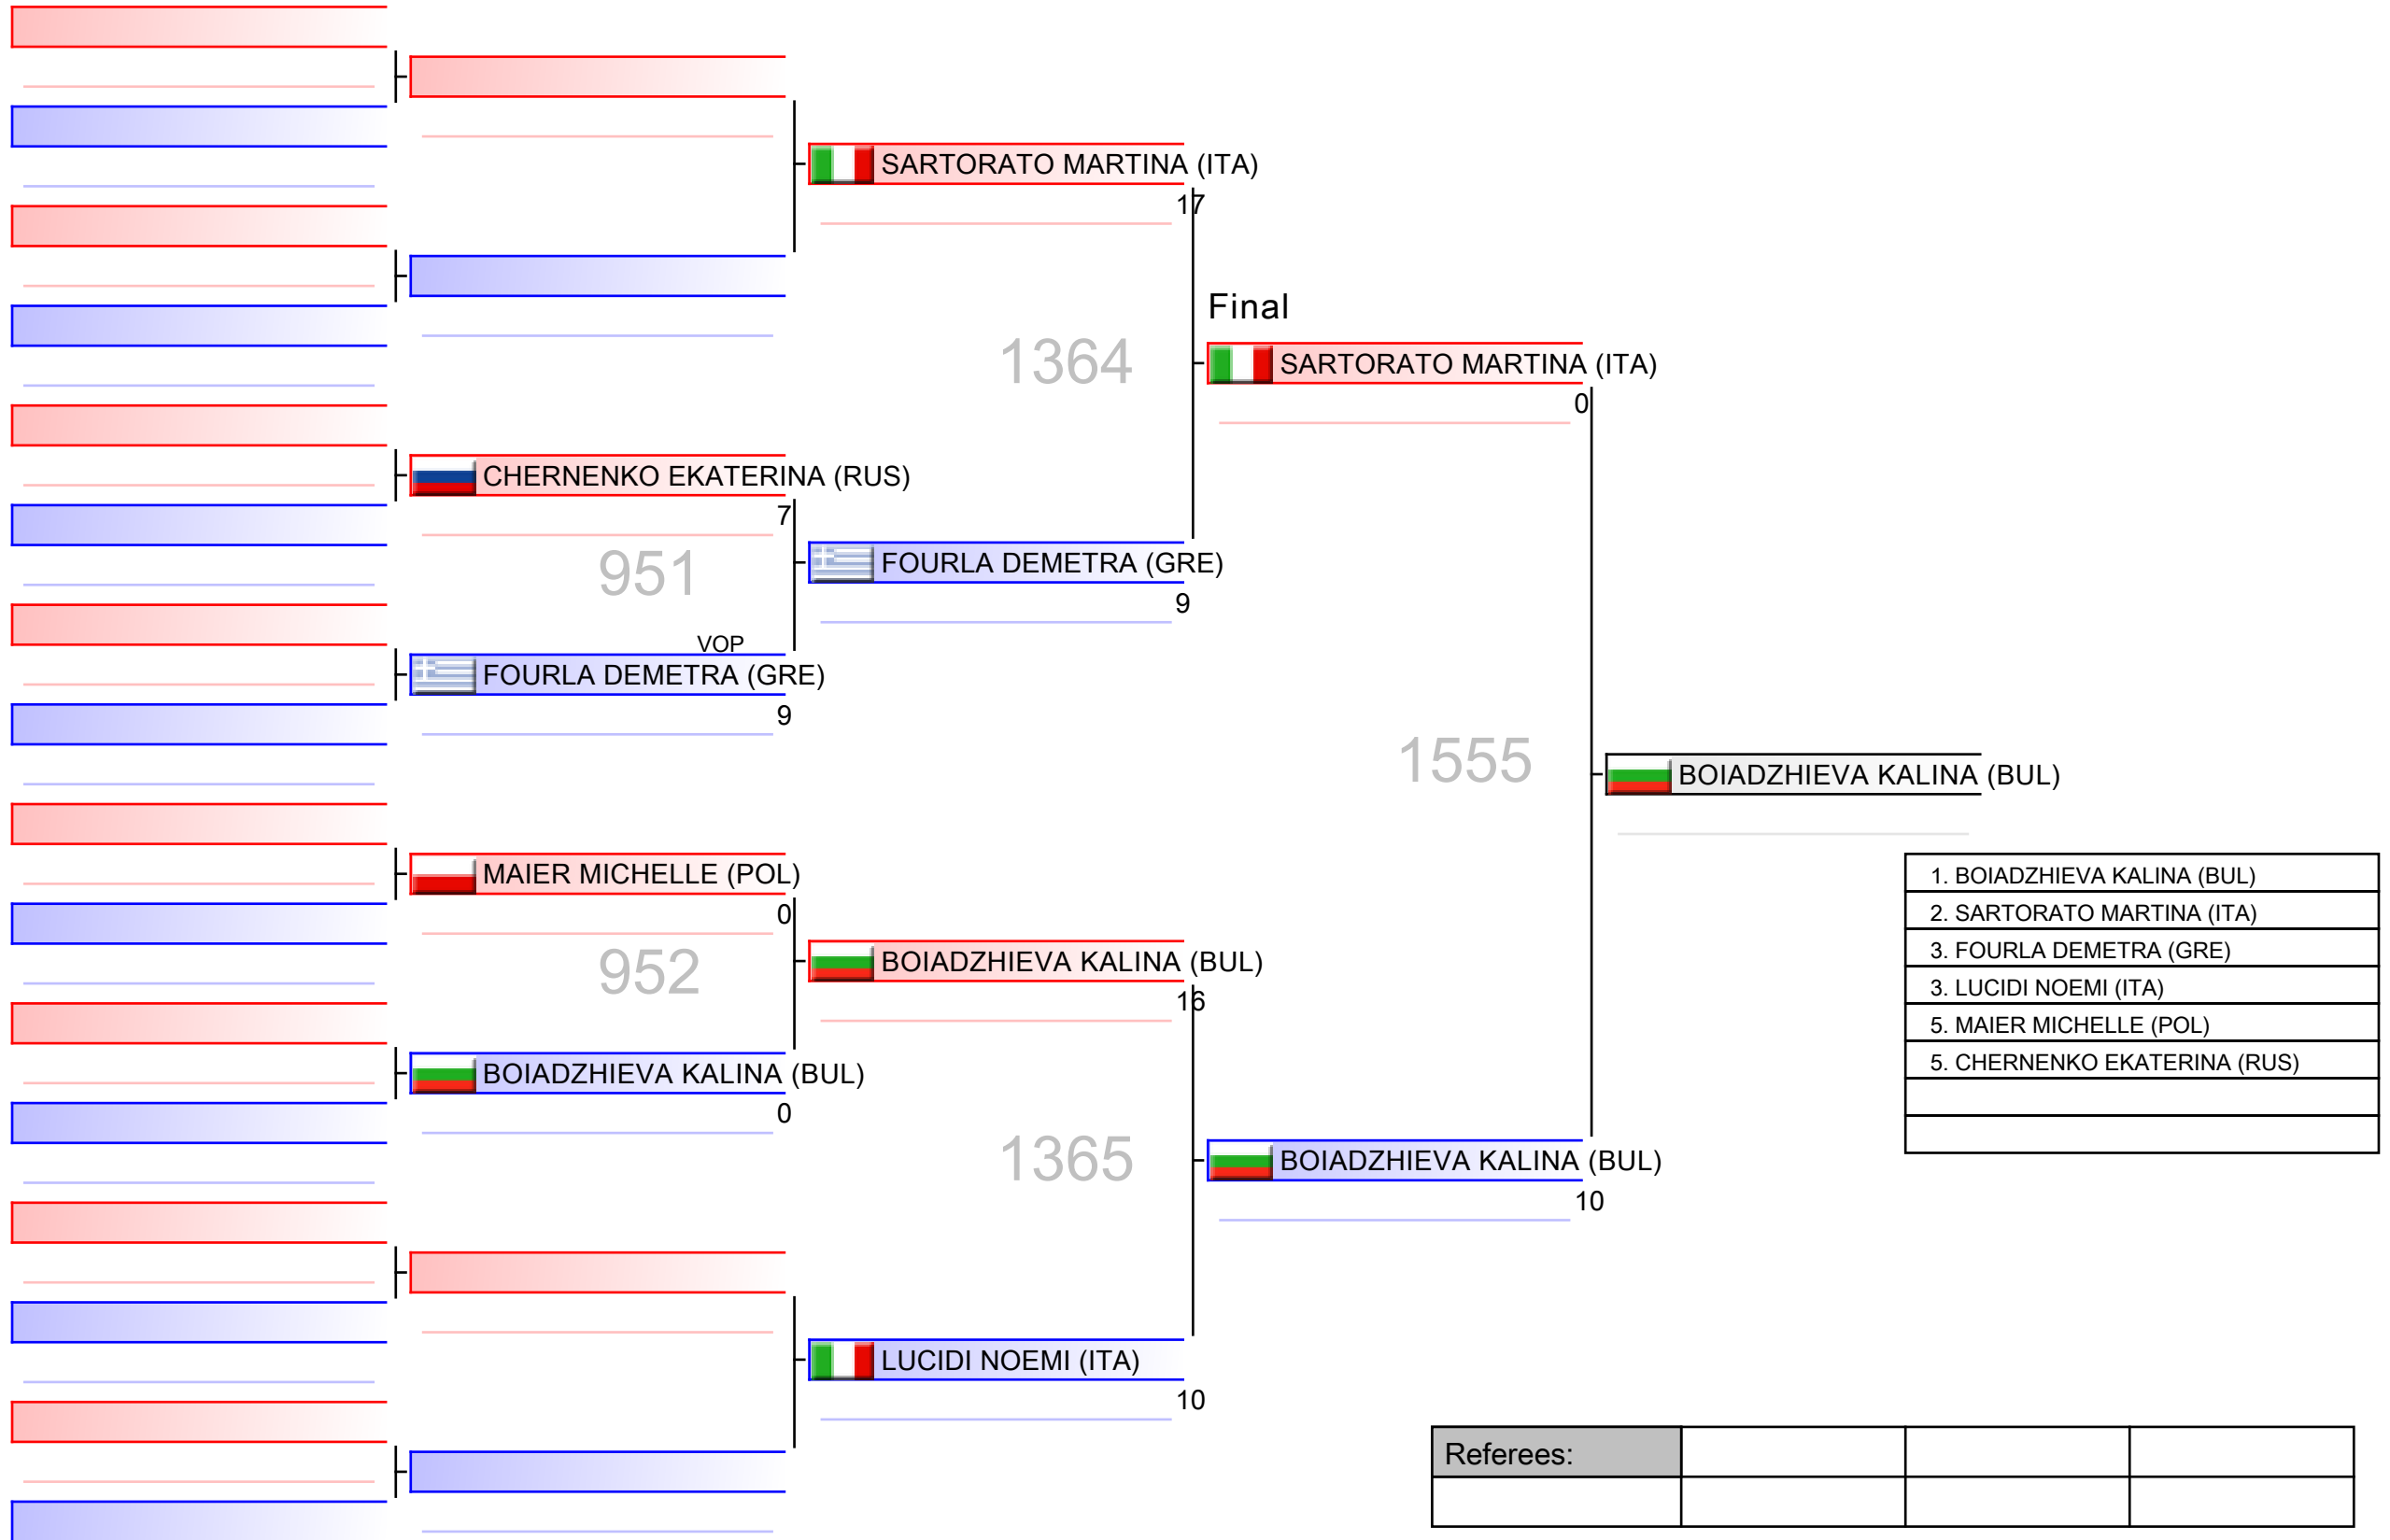 SARTORATO MARTINA (ITA)
17
Final
1364
SARTORATO MARTINA (ITA)
0
CHERNENKO EKATERINA (RUS)
7
951
FOURLA DEMETRA (GRE)
9
VOP
FOURLA DEMETRA (GRE)
9
1555
BOIADZHIEVA KALINA (BUL)
MAIER MICHELLE (POL)
0
952
BOIADZHIEVA KALINA (BUL)
16
BOIADZHIEVA KALINA (BUL)
0
1365
BOIADZHIEVA KALINA (BUL)
10
LUCIDI NOEMI (ITA)
10
1. BOIADZHIEVA KALINA (BUL)
2. SARTORATO MARTINA (ITA)
3. FOURLA DEMETRA (GRE)
3. LUCIDI NOEMI (ITA)
5. MAIER MICHELLE (POL)
5. CHERNENKO EKATERINA (RUS)
Referees: